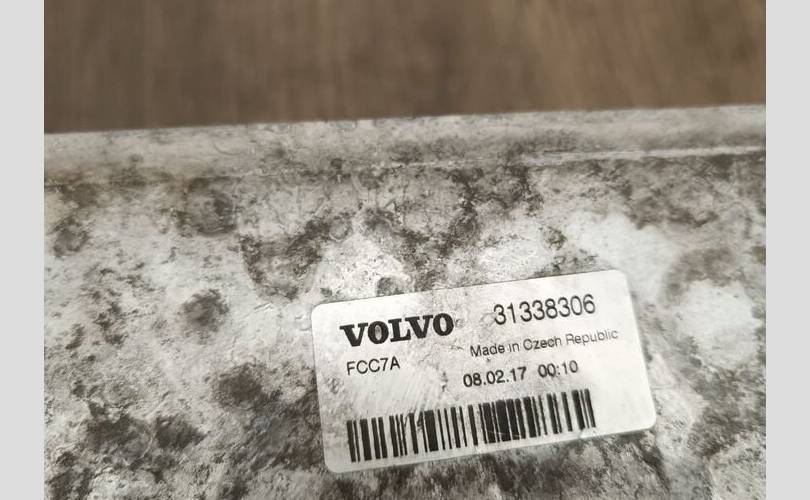 VOLVO 31338306
Made in Czech Republic
FCC7A
08.02.17 00:10